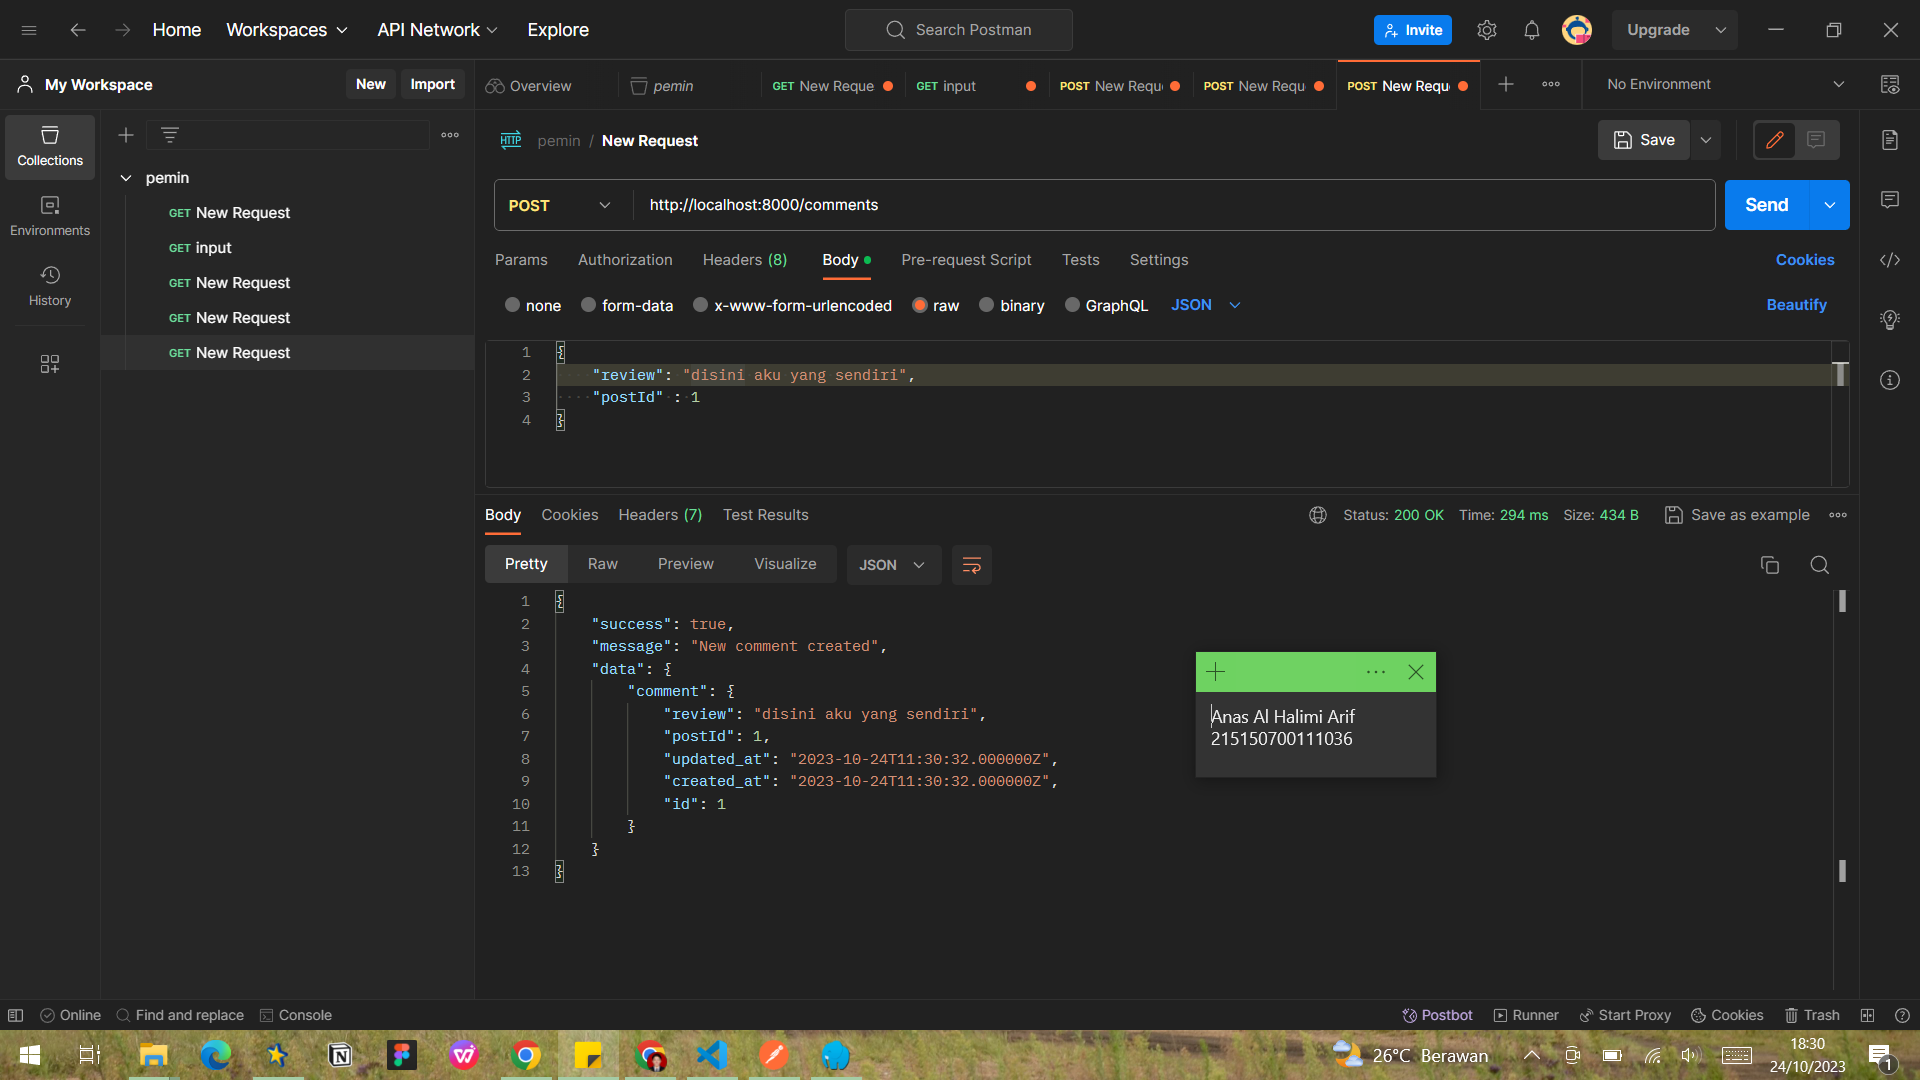 Home Workspaces API Network Explore Search Postman Invite Upgrade
My Workspace New Import Overview pemin GET New Reque GET input POST New Requ POST New Requ POST New Requ No Environment
Collections
Environments
History
pemin
GET New Request
GET input
GET New Request
GET New Request
GET New Request
HTTP pemin / New Request Save
POST http://localhost:8000/comments Send
Params Authorization Headers (8) Body Pre-request Script Tests Settings Cookies
none form-data x-www-form-urlencoded raw binary GraphQL JSON Beautify
1 {
2 "review": "disini aku yang sendiri",
3 "postId" : 1
4 }
Body Cookies Headers (7) Test Results Status: 200 OK Time: 294 ms Size: 434 B Save as example
Pretty Raw Preview Visualize JSON
1 {
2 "success": true,
3 "message": "New comment created",
4 "data": {
5 "comment": {
6 "review": "disini aku yang sendiri",
7 "postId": 1,
8 "updated_at": "2023-10-24T11:30:32.000000Z",
9 "created_at": "2023-10-24T11:30:32.000000Z",
10 "id": 1
11 }
12 }
13 }
Anas Al Halimi Arif
215150700111036
Online Find and replace Console Postbot Runner Start Proxy Cookies Trash
26°C Berawan 18:30
24/10/2023 1